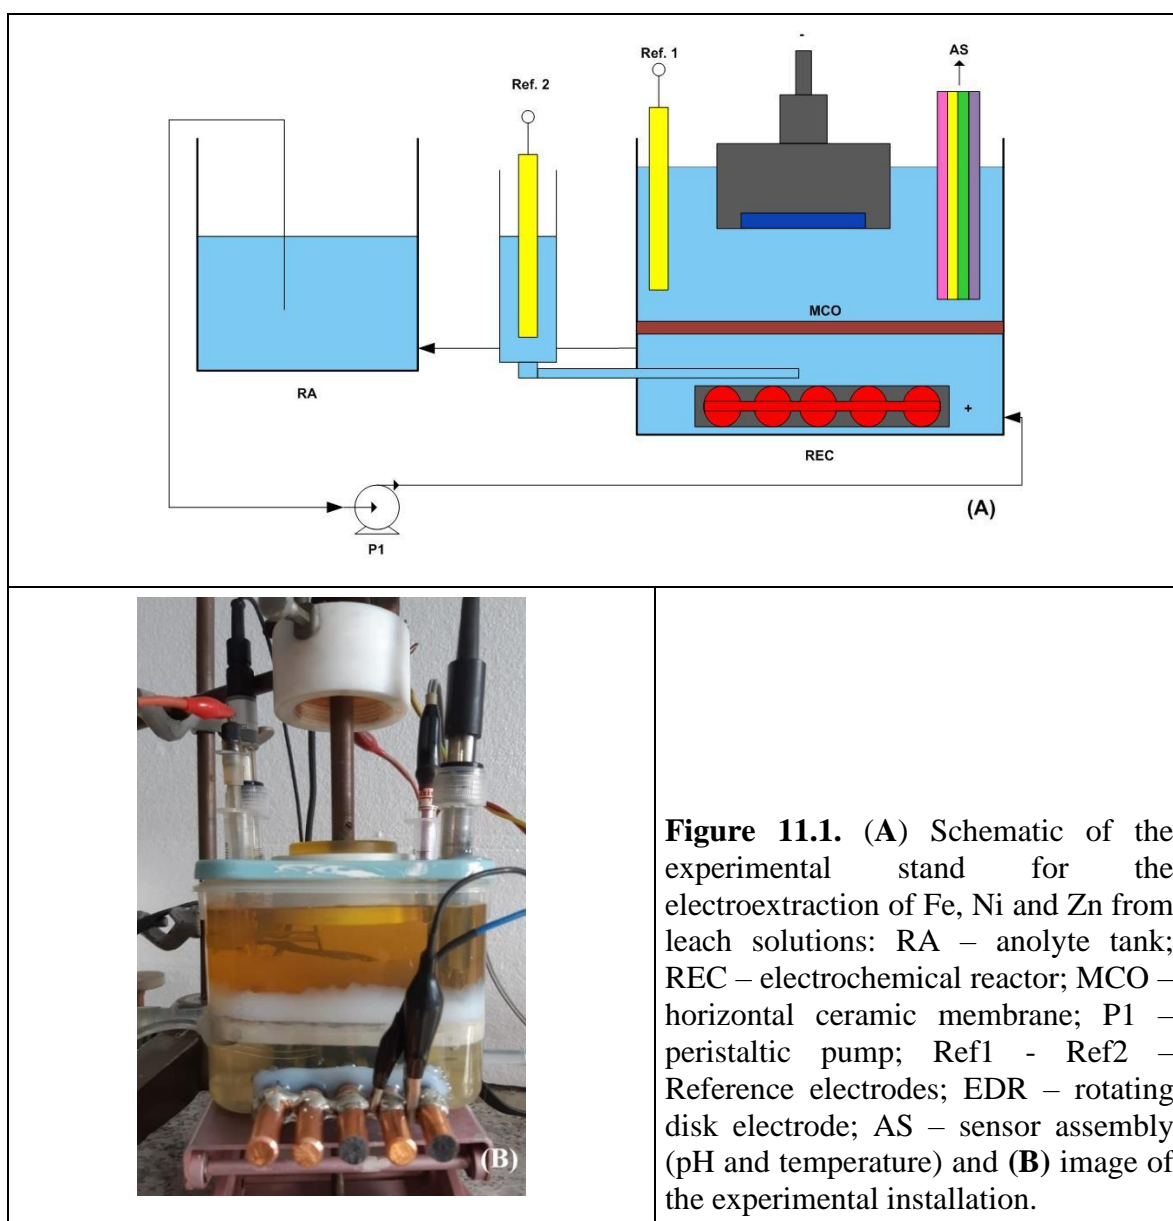 -
Ref. 1
AS
Ref. 2
MCO
RA
+
REC
(A)
P1
(B)
Figure 11.1. (A) Schematic of the
experimental stand for the
electroextraction of Fe, Ni and Zn from
leach solutions: RA – anolyte tank;
REC – electrochemical reactor; MCO –
horizontal ceramic membrane; P1 –
peristaltic pump; Ref1 - Ref2 –
Reference electrodes; EDR – rotating
disk electrode; AS – sensor assembly
(pH and temperature) and (B) image of
the experimental installation.